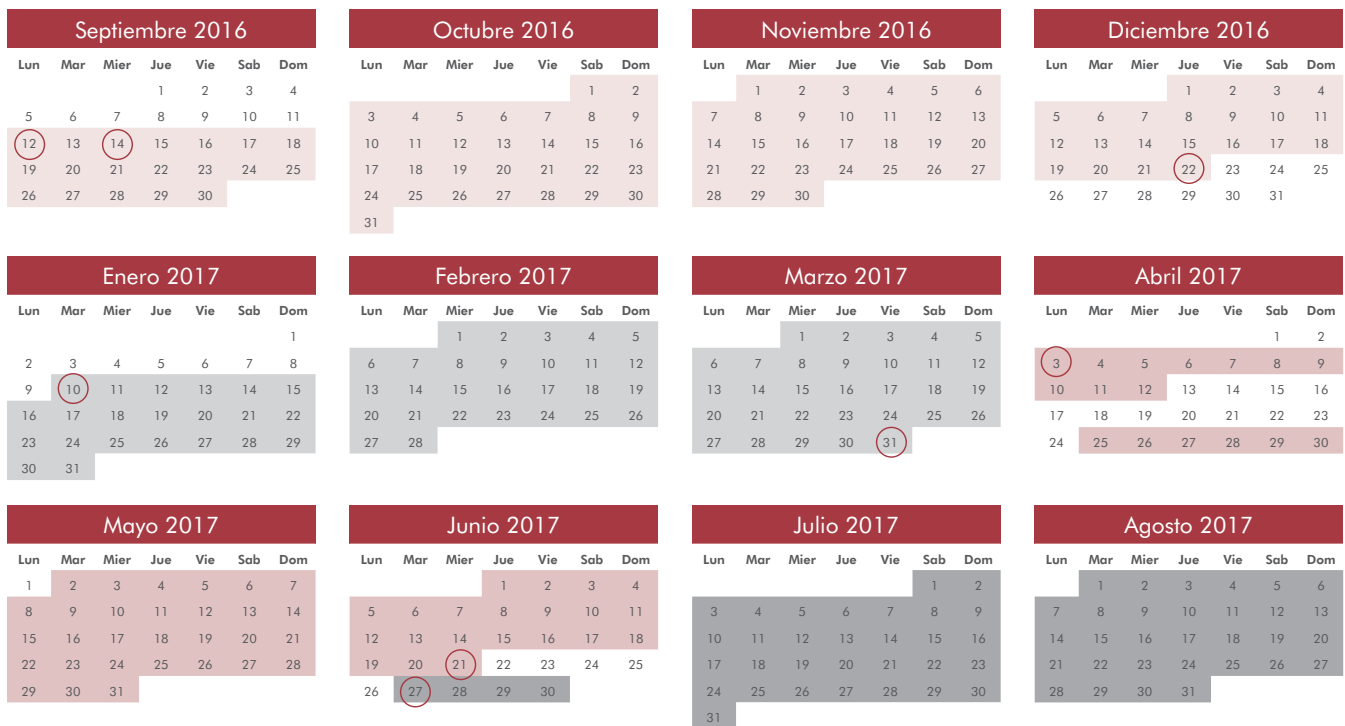 Septiembre 2016
Lun Mar Mier Jue Vie Sab Dom
1 2 3 4
5 6 7 8 9 10 11
12 13 14 15 16 17 18
19 20 21 22 23 24 25
26 27 28 29 30
Octubre 2016
Lun Mar Mier Jue Vie Sab Dom
1 2
3 4 5 6 7 8 9
10 11 12 13 14 15 16
17 18 19 20 21 22 23
24 25 26 27 28 29 30
31
Noviembre 2016
Lun Mar Mier Jue Vie Sab Dom
1 2 3 4 5 6
7 8 9 10 11 12 13
14 15 16 17 18 19 20
21 22 23 24 25 26 27
28 29 30
Diciembre 2016
Lun Mar Mier Jue Vie Sab Dom
1 2 3 4
5 6 7 8 9 10 11
12 13 14 15 16 17 18
19 20 21 22 23 24 25
26 27 28 29 30 31
Enero 2017
Lun Mar Mier Jue Vie Sab Dom
1
2 3 4 5 6 7 8
9 10 11 12 13 14 15
16 17 18 19 20 21 22
23 24 25 26 27 28 29
30 31
Febrero 2017
Lun Mar Mier Jue Vie Sab Dom
1 2 3 4 5
6 7 8 9 10 11 12
13 14 15 16 17 18 19
20 21 22 23 24 25 26
27 28
Marzo 2017
Lun Mar Mier Jue Vie Sab Dom
1 2 3 4 5
6 7 8 9 10 11 12
13 14 15 16 17 18 19
20 21 22 23 24 25 26
27 28 29 30 31
Abril 2017
Lun Mar Mier Jue Vie Sab Dom
1 2
3 4 5 6 7 8 9
10 11 12 13 14 15 16
17 18 19 20 21 22 23
24 25 26 27 28 29 30
Mayo 2017
Lun Mar Mier Jue Vie Sab Dom
1 2 3 4 5 6 7
8 9 10 11 12 13 14
15 16 17 18 19 20 21
22 23 24 25 26 27 28
29 30 31
Junio 2017
Lun Mar Mier Jue Vie Sab Dom
1 2 3 4
5 6 7 8 9 10 11
12 13 14 15 16 17 18
19 20 21 22 23 24 25
26 27 28 29 30
Julio 2017
Lun Mar Mier Jue Vie Sab Dom
1 2
3 4 5 6 7 8 9
10 11 12 13 14 15 16
17 18 19 20 21 22 23
24 25 26 27 28 29 30
31
Agosto 2017
Lun Mar Mier Jue Vie Sab Dom
1 2 3 4 5 6
7 8 9 10 11 12 13
14 15 16 17 18 19 20
21 22 23 24 25 26 27
28 29 30 31